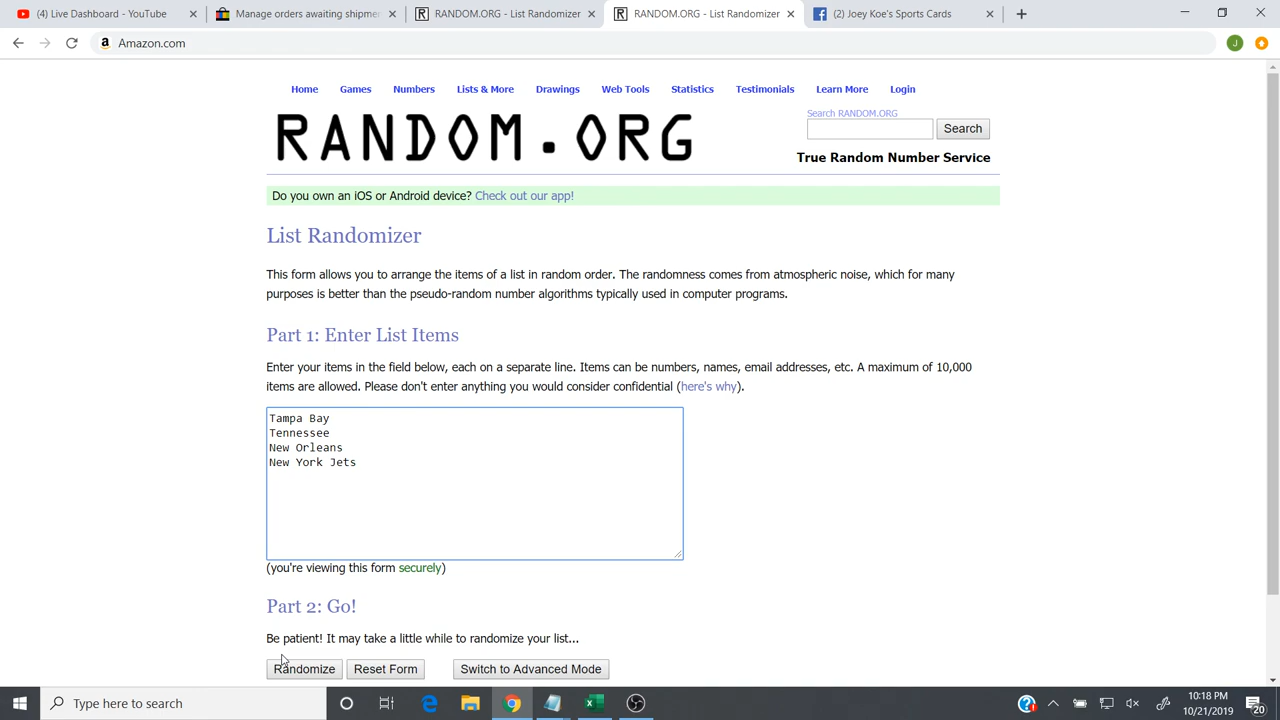 (4) Live Dashboard - YouTube
Manage orders awaiting shipme
RANDOM.ORG - List Randomizer
RANDOM.ORG - List Randomizer
(2) Joey Koe's Sports Cards
Amazon.com
J
Home Games Numbers Lists & More Drawings Web Tools Statistics Testimonials Learn More Login
RANDOM.ORG
Search RANDOM.ORG
Search
True Random Number Service
Do you own an iOS or Android device? Check out our app!
List Randomizer
This form allows you to arrange the items of a list in random order. The randomness comes from atmospheric noise, which for many
purposes is better than the pseudo-random number algorithms typically used in computer programs.
Part 1: Enter List Items
Enter your items in the field below, each on a separate line. Items can be numbers, names, email addresses, etc. A maximum of 10,000
items are allowed. Please don't enter anything you would consider confidential (here's why).
Tampa Bay
Tennessee
New Orleans
New York Jets
(you're viewing this form securely)
Part 2: Go!
Be patient! It may take a little while to randomize your list...
Randomize Reset Form Switch to Advanced Mode
Type here to search
10:18 PM
10/21/2019
20